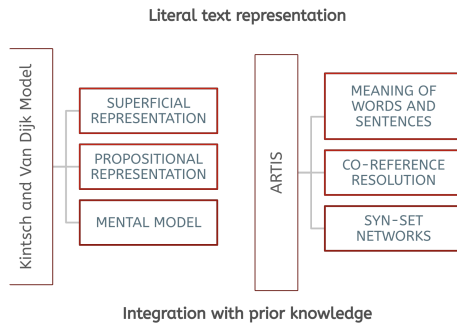 Literal text representation
Kintsch and Van Dijk Model
SUPERFICIAL
REPRESENTATION
PROPOSITIONAL
REPRESENTATION
MENTAL MODEL
ARTIS
MEANING OF
WORDS AND
SENTENCES
CO-REFERENCE
RESOLUTION
SYN-SET
NETWORKS
Integration with prior knowledge